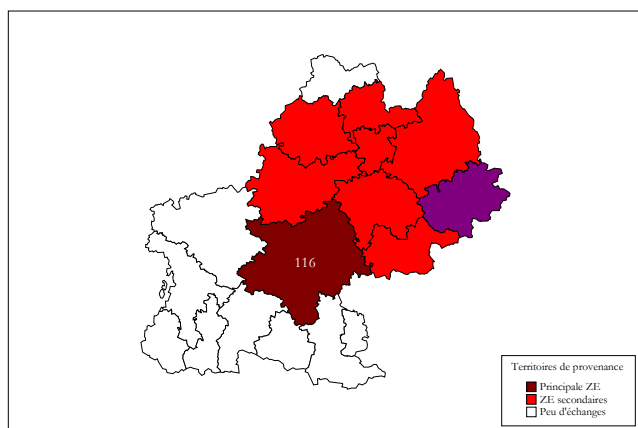 116
Territoires de provenance
Principale ZE
ZE secondaires
Peu d'échanges